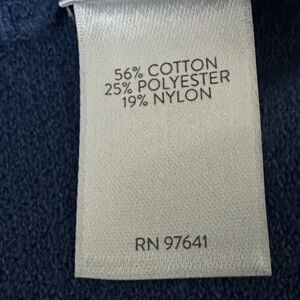 56% COTTON
25% POLYESTER
19% NYLON
RN 97641